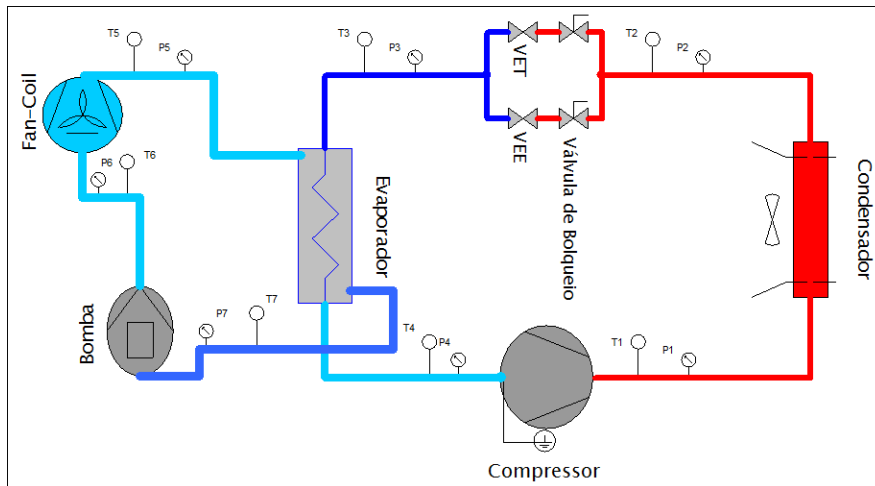 T5
P5
T3
P3
VET
T2
P2
Fan-Coil
P6
T6
VEE
Válvula de Bolqueio
Evaporador
Condensador
Bomba
P7
T7
T4
P4
T1
P1
Compressor